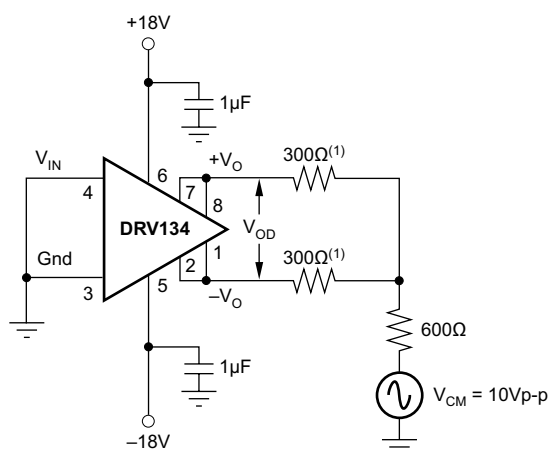 +18V
1µF
V_IN
+V_O
300Ω(1)
6
4
7
8
DRV134
V_OD
Gnd
300Ω(1)
1
2
3
5
–V_O
600Ω
1µF
V_CM = 10Vp-p
–18V